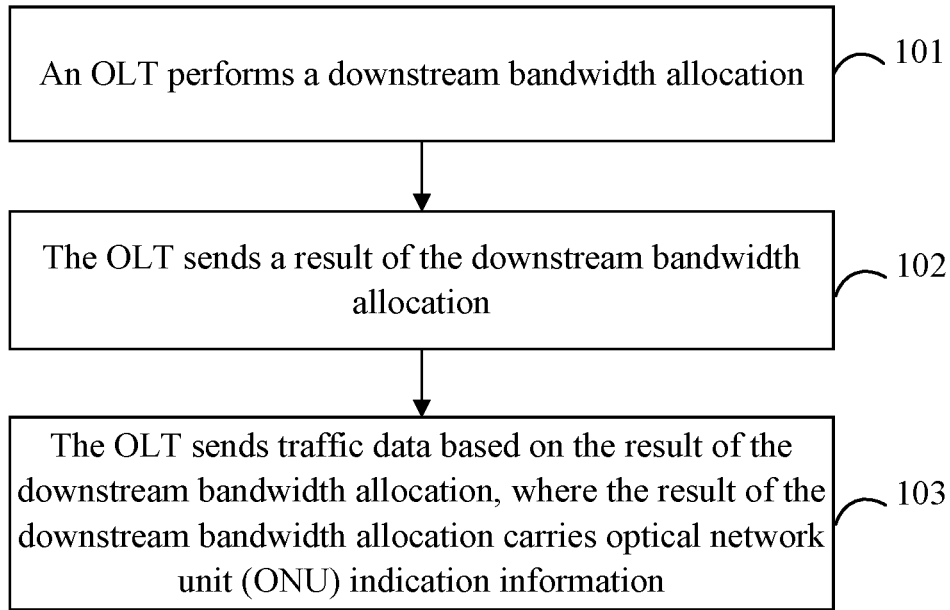 An OLT performs a downstream bandwidth allocation
101
The OLT sends a result of the downstream bandwidth
allocation
102
The OLT sends traffic data based on the result of the
downstream bandwidth allocation, where the result of the
downstream bandwidth allocation carries optical network
unit (ONU) indication information
103